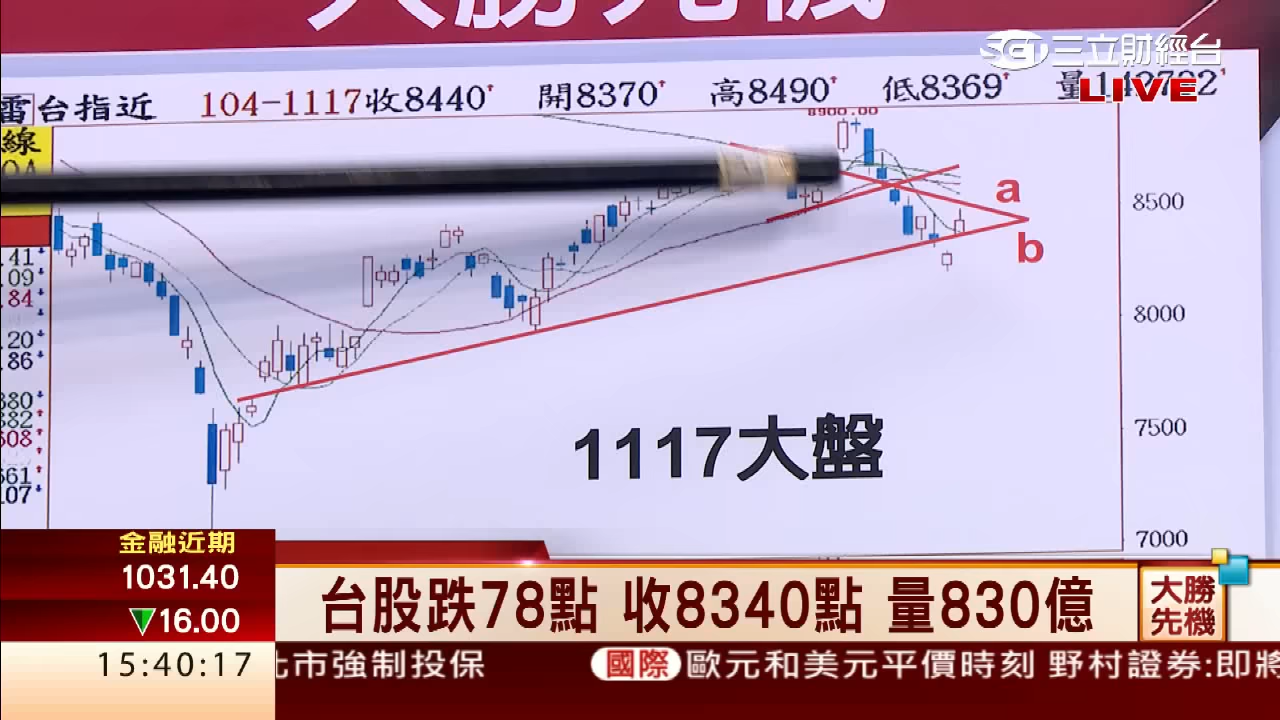 三立財經台
LIVE
台指近 104-1117收8440 開8370 高8490 低8369
線
8900.00
8500
8000
7500
7000
a
b
1117大盤
金融近期
1031.40
▼16.00
台股跌78點 收8340點 量830億
大勝
先機
15:40:17
市強制投保 國際 歐元和美元平價時刻 野村證券:即將